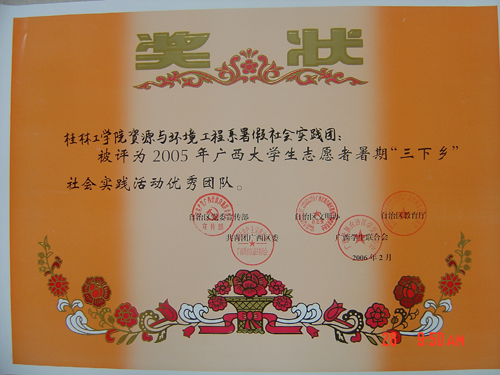 奖状
桂林工学院资源与环境工程系暑假社会实践团：
被评为2005年广西大学生志愿者暑期“三下乡”
社会实践活动优秀团队。
自治区党委宣传部 自治区文明办 自治区教育厅
共青团广西区委 广西学生联合会
2006年2月